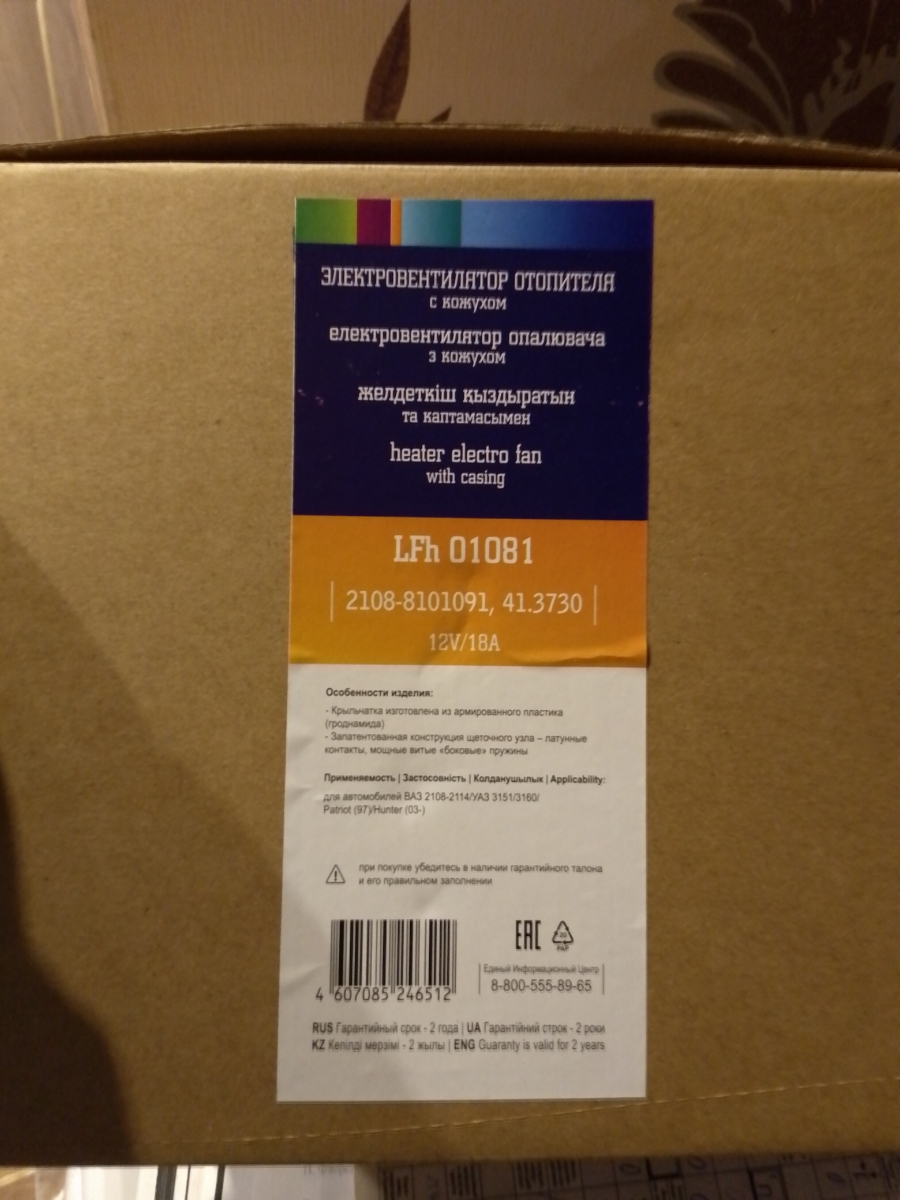 ЭЛЕКТРОВЕНТИЛЯТОР ОТОПИТЕЛЯ
с кожухом
електровентилятор опалювача
з кожухом
желдеткіш қыздыратын
та каптамасымен
heater electro fan
with casing
LFh 01081
2108-8101091, 41.3730
12V/18A
Особенности изделия:
- Крыльчатка изготовлена из армированного пластика
(гроднамида)
- Запатентованная конструкция щеточного узла – латунные
контакты, мощные витые «боковые» пружины
Применяемость | Застосовність | Колданушылык | Applicability:
для автомобилей ВАЗ 2108-2114/УАЗ 3151/3160/
Patriot (97)/Hunter (03-)
при покупке убедитесь в наличии гарантийного талона
и его правильном заполнении
EAC
20
PAP
Единый Информационный Центр
8-800-555-89-65
4 607085 246512
RUS Гарантийный срок - 2 года | UA Гарантійний строк - 2 роки
KZ Кепілді мерзімі - 2 жылы | ENG Guaranty is valid for 2 years